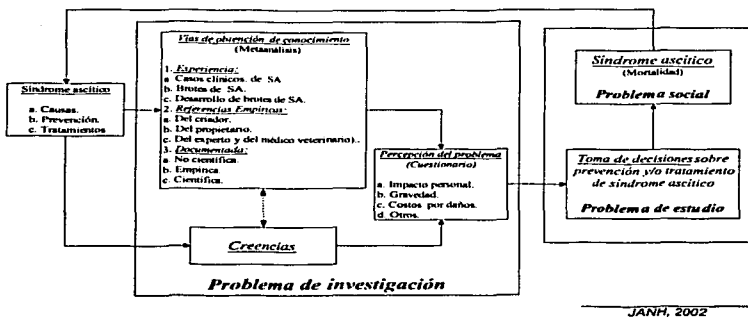 Síndrome ascítico
a. Causas.
b. Prevención.
c. Tratamientos
Vías de obtención de conocimiento
(Metaanálisis)
1. Experiencia:
a Casos clínicos. de SA
b. Brotes de SA.
c. Desarrollo de brotes de SA.
2. Referencias Empíricas:
a. Del criador.
b. Del propietario.
c. Del experto y del médico veterinario)..
3. Documentada:
a. No científica.
b. Empírica.
c. Científica.
Creencias
Percepción del problema
(Cuestionario)
a. Impacto personal.
b. Gravedad.
c. Costos por daños.
d. Otros.
Problema de investigación
Síndrome ascítico
(Mortalidad)
Problema social
Toma de decisiones sobre
prevención y/o tratamiento
de síndrome ascítico
Problema de estudio
JANH, 2002